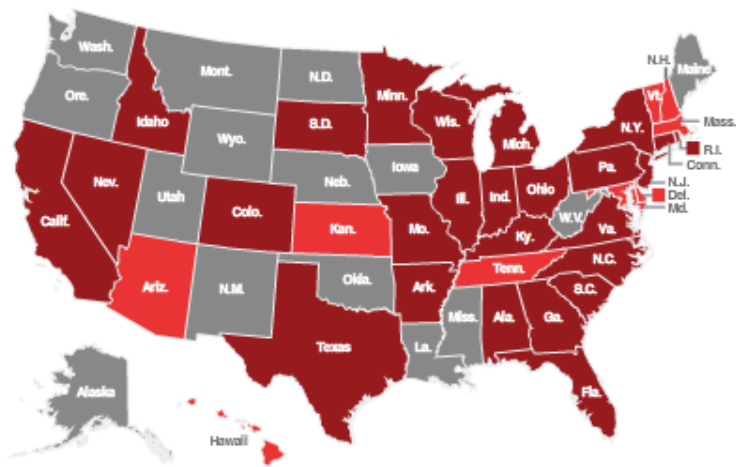 Wash.
Mont.
N.D.
Minn.
N.H.
Vt.
Maine
Ore.
Idaho
S.D.
Wis.
Mich.
N.Y.
Mass.
R.I.
Conn.
Wyo.
Iowa
Neb.
Pa.
N.J.
Del.
Md.
Nev.
Utah
Colo.
Ill.
Ind.
Ohio
W.V.
Va.
Calif.
Kan.
Mo.
Ky.
N.C.
Ariz.
N.M.
Okla.
Ark.
Tenn.
S.C.
Texas
La.
Miss.
Ala.
Ga.
Fla.
Alaska
Hawaii